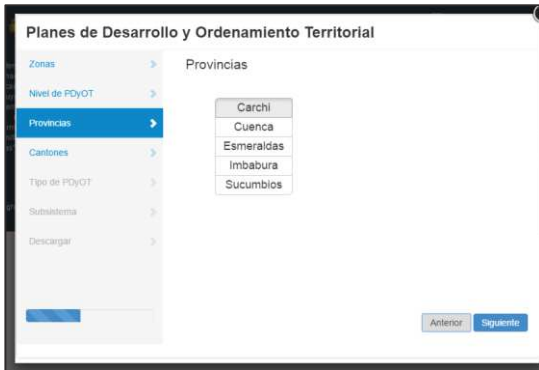 Planes de Desarrollo y Ordenamiento Territorial
Zonas
Nivel de PDyOT
Provincias
Cantones
Tipo de PDyOT
Subsistema
Descargar
Provincias
Carchi
Cuenca
Esmeraldas
Imbabura
Sucumbios
Anterior
Siguiente